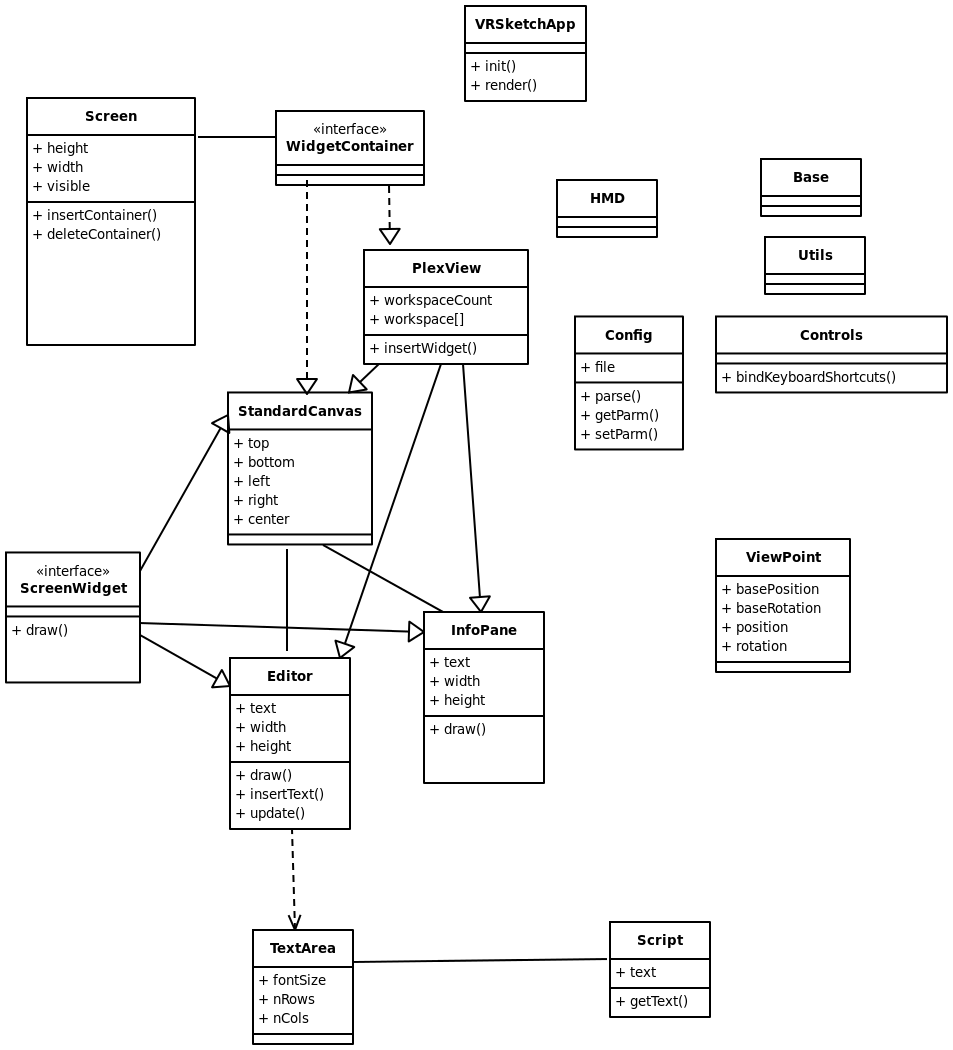 VRSketchApp
+ init()
+ render()
Screen
+ height
+ width
+ visible
+ insertContainer()
+ deleteContainer()
«interface»
WidgetContainer
HMD
Base
Utils
PlexView
+ workspaceCount
+ workspace[]
+ insertWidget()
Config
+ file
+ parse()
+ getParm()
+ setParm()
Controls
+ bindKeyboardShortcuts()
StandardCanvas
+ top
+ bottom
+ left
+ right
+ center
«interface»
ScreenWidget
+ draw()
ViewPoint
+ basePosition
+ baseRotation
+ position
+ rotation
InfoPane
+ text
+ width
+ height
+ draw()
Editor
+ text
+ width
+ height
+ draw()
+ insertText()
+ update()
TextArea
+ fontSize
+ nRows
+ nCols
Script
+ text
+ getText()